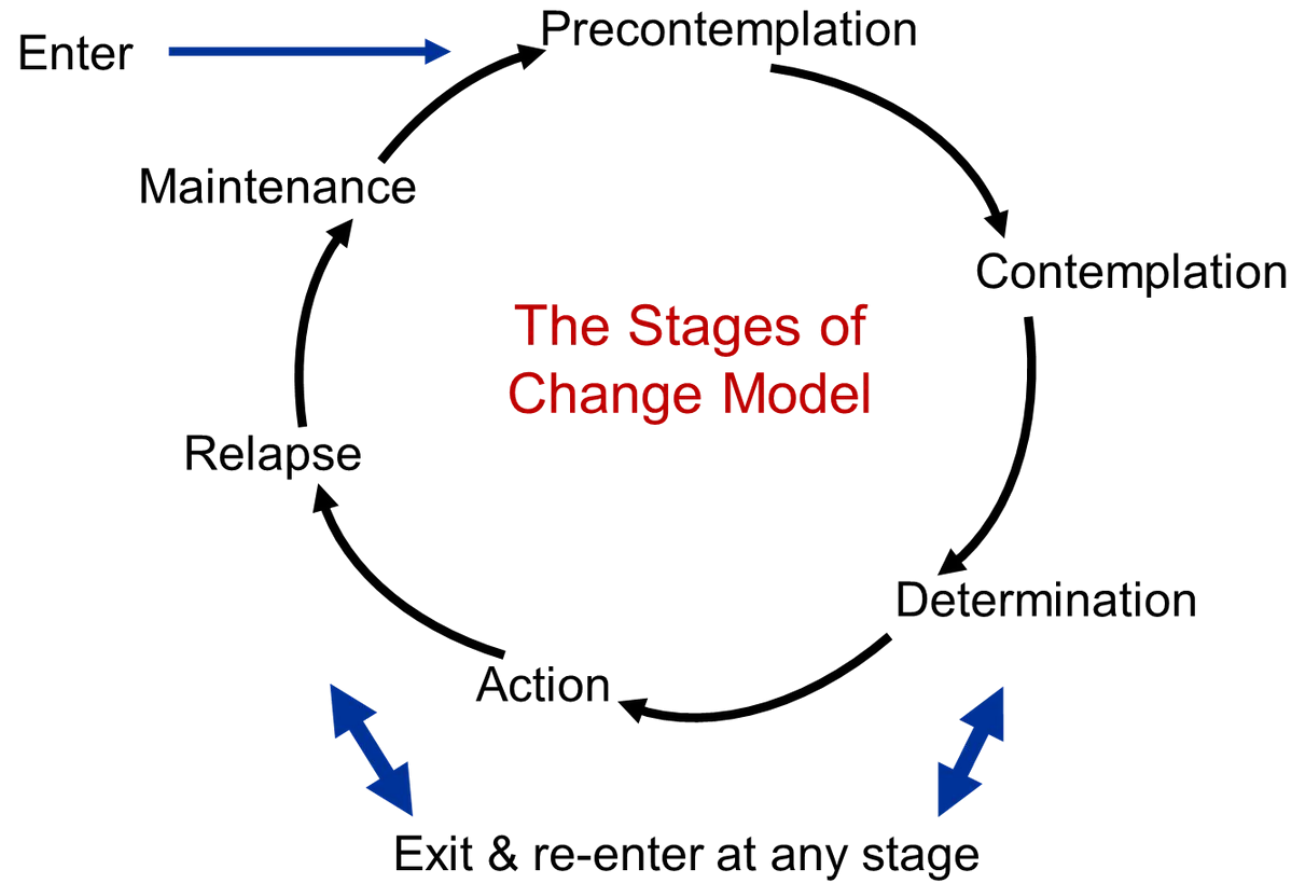 Enter
Precontemplation
Maintenance
Contemplation
The Stages of
Change Model
Relapse
Determination
Action
Exit & re-enter at any stage